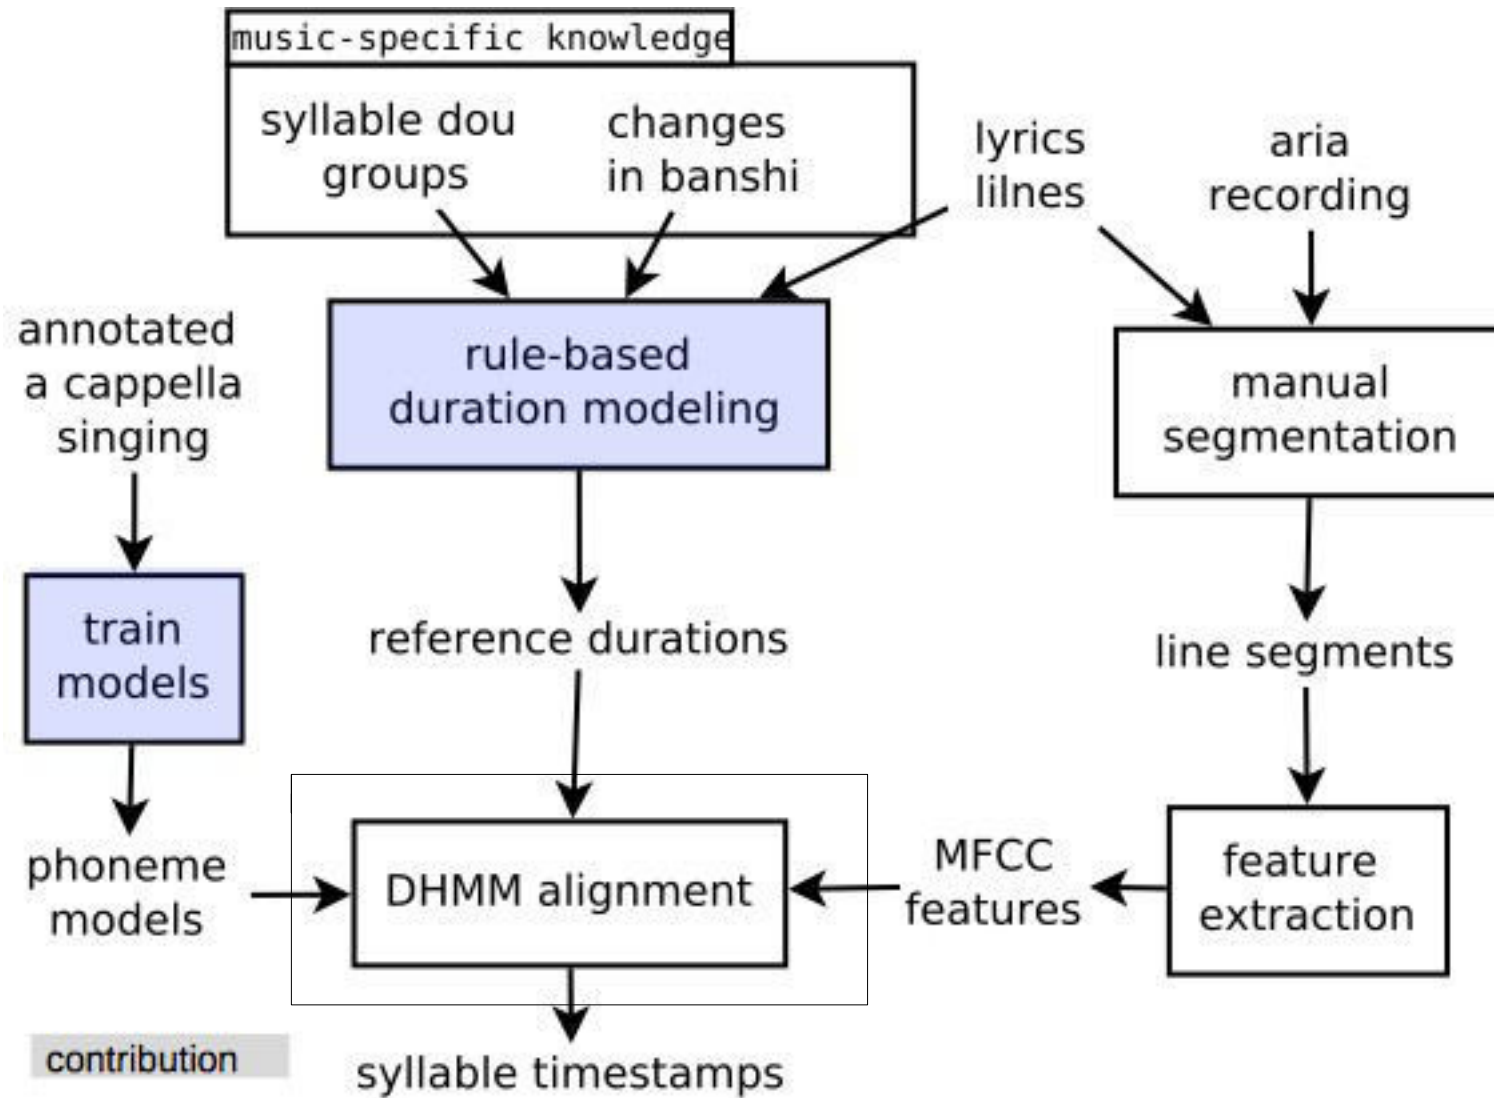 music-specific knowledge
syllable dou
groups
changes
in banshi
lyrics
lilnes
aria
recording
annotated
a cappella
singing
rule-based
duration modeling
manual
segmentation
train
models
reference durations
line segments
phoneme
models
DHMM alignment
MFCC
features
feature
extraction
contribution
syllable timestamps